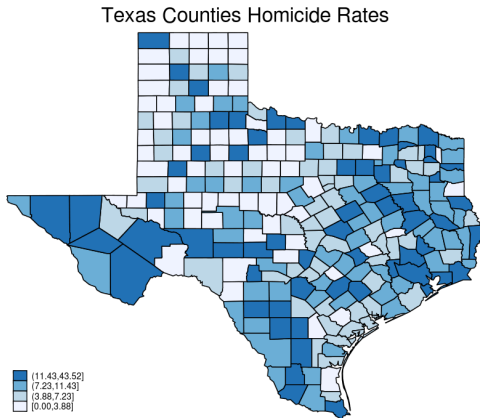 Texas Counties Homicide Rates
(11.43,43.52]
(7.23,11.43]
(3.88,7.23]
[0.00,3.88]